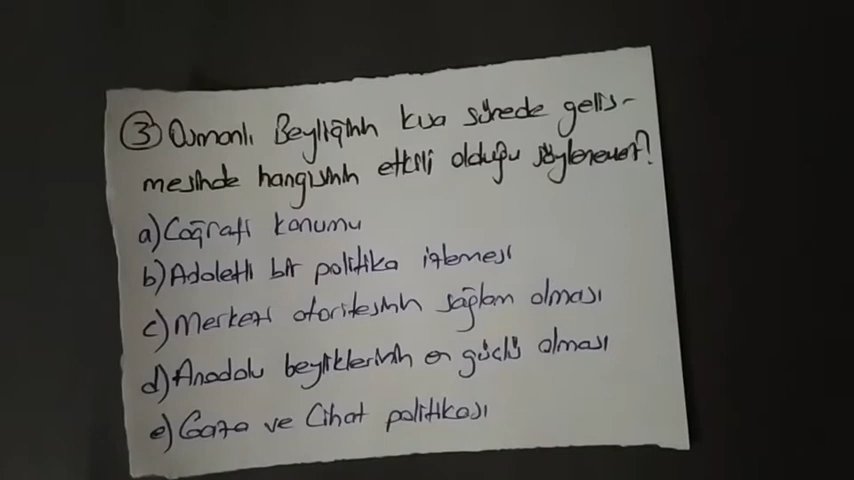 3 Osmanlı Beyliğinin kısa sürede geliş-
mesinde hangisinin etkili olduğu söylenemez?
a) Coğrafi konumu
b) Adaletli bir politika izlemesi
c) Merkezi otoritesinin sağlam olması
d) Anadolu beyliklerinin en güçlü olması
e) Gaza ve Cihat politikası